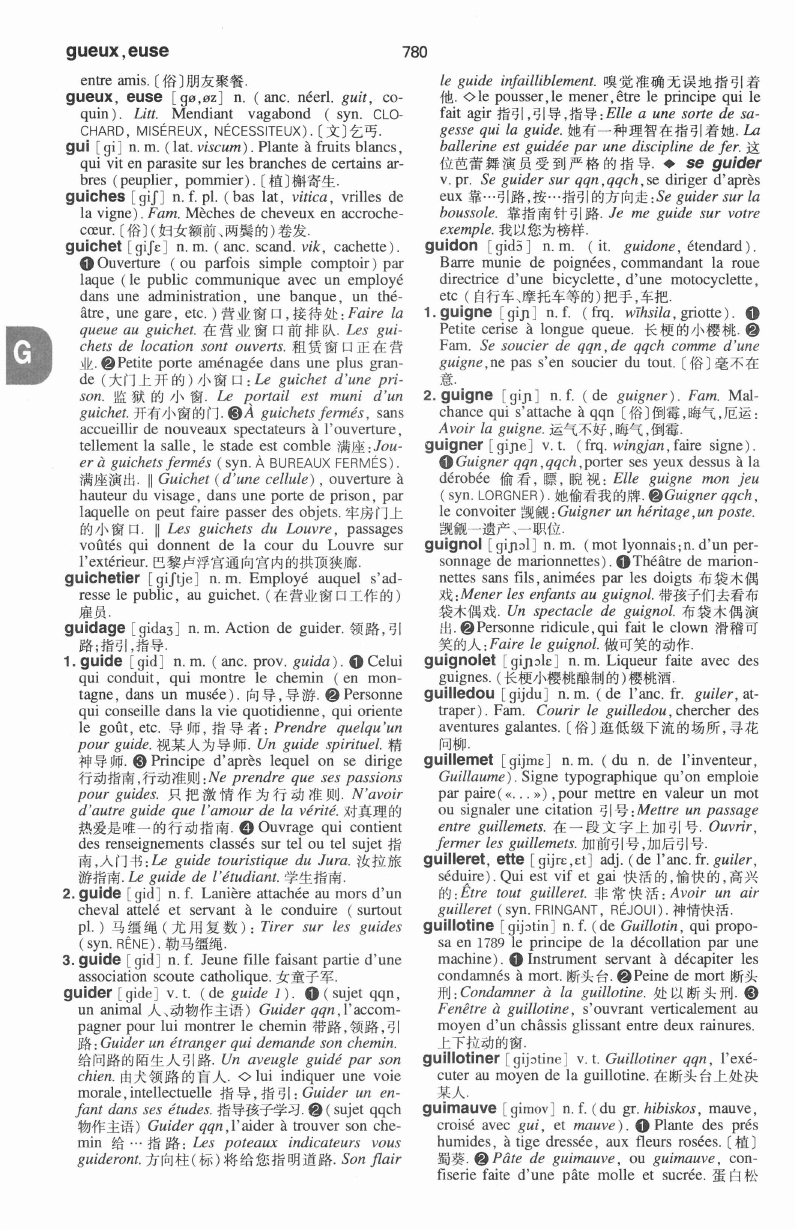 gueux, euse
780
entre amis.〔俗〕朋友聚餐.
gueux, euse [gø,øz] n. (anc. néerl. guit, co-
quin). Litt. Mendiant vagabond (syn. CLO-
CHARD, MISÉREUX, NÉCESSITEUX).〔文〕乞丐.
gui [gi] n. m. (lat. viscum). Plante à fruits blancs,
qui vit en parasite sur les branches de certains ar-
bres (peuplier, pommier).〔植〕槲寄生.
guiches [giʃ] n. f. pl. (bas lat, vitica, vrilles de
la vigne). Fam. Mèches de cheveux en accroche-
cœur.〔俗〕(妇女额前、两鬓的)卷发.
guichet [giʃɛ] n. m. (anc. scand. vik, cachette).
❶Ouverture (ou parfois simple comptoir) par
laque (le public communique avec un employé
dans une administration, une banque, un thé-
âtre, une gare, etc.)营业窗口,接待处:Faire la
queue au guichet. 在营业窗口前排队. Les gui-
chets de location sont ouverts. 租赁窗口正在营
业.❷Petite porte aménagée dans une plus gran-
de (大门上开的)小窗口:Le guichet d'une pri-
son. 监狱的小窗. Le portail est muni d'un
guichet. 开有小窗的门.❸À guichets fermés, sans
accueillir de nouveaux spectateurs à l'ouverture,
tellement la salle, le stade est comble 满座:Jou-
er à guichets fermés (syn. À BUREAUX FERMÉS).
满座演出. ‖ Guichet (d'une cellule), ouverture à
hauteur du visage, dans une porte de prison, par
laquelle on peut faire passer des objets. 牢房门上
的小窗口. ‖ Les guichets du Louvre, passages
voûtés qui donnent de la cour du Louvre sur
l'extérieur. 巴黎卢浮宫通向宫内的拱顶狭廊.
guichetier [giʃtje] n. m. Employé auquel s'ad-
resse le public, au guichet. (在营业窗口工作的)
雇员.
guidage [gidaʒ] n. m. Action de guider. 领路,引
路;指引,指导.
1. guide [gid] n. m. (anc. prov. guida). ❶Celui
qui conduit, qui montre le chemin (en mon-
tagne, dans un musée). 向导,导游. ❷Personne
qui conseille dans la vie quotidienne, qui oriente
le goût, etc. 导师, 指导者: Prendre quelqu'un
pour guide. 视某人为导师. Un guide spirituel. 精
神导师. ❸Principe d'après lequel on se dirige
行动指南,行动准则:Ne prendre que ses passions
pour guides. 只把激情作为行动准则. N'avoir
d'autre guide que l'amour de la vérité. 对真理的
热爱是唯一的行动指南. ❹Ouvrage qui contient
des renseignements classés sur tel ou tel sujet 指
南,入门书:Le guide touristique du Jura. 汝拉旅
游指南. Le guide de l'étudiant. 学生指南.
2. guide [gid] n. f. Lanière attachée au mors d'un
cheval attelé et servant à le conduire (surtout
pl.) 马缰绳(尤用复数): Tirer sur les guides
(syn. RÊNE). 勒马缰绳.
3. guide [gid] n. f. Jeune fille faisant partie d'une
association scoute catholique. 女童子军.
guider [gide] v. t. (de guide 1). ❶(sujet qqn,
un animal 人、动物作主语) Guider qqn, l'accom-
pagner pour lui montrer le chemin 带路,领路,引
路:Guider un étranger qui demande son chemin.
给问路的陌生人引路. Un aveugle guidé par son
chien. 由犬领路的盲人. ◇lui indiquer une voie
morale, intellectuelle 指导,指引: Guider un en-
fant dans ses études. 指导孩子学习. ❷(sujet qqch
物作主语) Guider qqn, l'aider à trouver son che-
min 给…指路: Les poteaux indicateurs vous
guideront. 方向柱(标)将给您指明道路. Son flair
le guide infailliblement. 嗅觉准确无误地指引着
他. ◇le pousser, le mener, être le principe qui le
fait agir 指引,引导,指导:Elle a une sorte de sa-
gesse qui la guide. 她有一种理智在指引着她. La
ballerine est guidée par une discipline de fer. 这
位芭蕾舞演员受到严格的指导. ◆ se guider
v. pr. Se guider sur qqn, qqch, se diriger d'après
eux 靠…引路,按…指引的方向走:Se guider sur la
boussole. 靠指南针引路. Je me guide sur votre
exemple. 我以您为榜样.
guidon [gidɔ̃] n. m. (it. guidone, étendard).
Barre munie de poignées, commandant la roue
directrice d'une bicyclette, d'une motocyclette,
etc (自行车、摩托车等的)把手,车把.
1. guigne [giɲ] n. f. (frq. wīhsila, griotte). ❶
Petite cerise à longue queue. 长梗的小樱桃. ❷
Fam. Se soucier de qqn, de qqch comme d'une
guigne, ne pas s'en soucier du tout.〔俗〕毫不在
意.
2. guigne [giɲ] n. f. (de guigner). Fam. Mal-
chance qui s'attache à qqn〔俗〕倒霉,晦气,厄运:
Avoir la guigne. 运气不好,晦气,倒霉.
guigner [giɲe] v. t. (frq. wingjan, faire signe).
❶Guigner qqn, qqch, porter ses yeux dessus à la
dérobée 偷看,瞟,睨视: Elle guigne mon jeu
(syn. LORGNER). 她偷看我的牌. ❷Guigner qqch,
le convoiter 觊觎:Guigner un héritage, un poste.
觊觎一遗产、一职位.
guignol [giɲɔl] n. m. (mot lyonnais; n. d'un per-
sonnage de marionnettes). ❶Théâtre de marion-
nettes sans fils, animées par les doigts 布袋木偶
戏:Mener les enfants au guignol. 带孩子们去看布
袋木偶戏. Un spectacle de guignol. 布袋木偶演
出. ❷Personne ridicule, qui fait le clown 滑稽可
笑的人:Faire le guignol. 做可笑的动作.
guignolet [giɲɔlɛ] n. m. Liqueur faite avec des
guignes. (长梗小樱桃酿制的)樱桃酒.
guilledou [gijdu] n. m. (de l'anc. fr. guiler, at-
traper). Fam. Courir le guilledou, chercher des
aventures galantes.〔俗〕逛低级下流的场所,寻花
问柳.
guillemet [gijmɛ] n. m. (du n. de l'inventeur,
Guillaume). Signe typographique qu'on emploie
par paire(«...»), pour mettre en valeur un mot
ou signaler une citation 引号:Mettre un passage
entre guillemets. 在一段文字上加引号. Ouvrir,
fermer les guillemets. 加前引号,加后引号.
guilleret, ette [gijrɛ,ɛt] adj. (de l'anc. fr. guiler,
séduire). Qui est vif et gai 快活的,愉快的,高兴
的:Être tout guilleret. 非常快活:Avoir un air
guilleret (syn. FRINGANT, RÉJOUI). 神情快活.
guillotine [gijɔtin] n. f. (de Guillotin, qui propo-
sa en 1789 le principe de la décollation par une
machine). ❶Instrument servant à décapiter les
condamnés à mort. 断头台. ❷Peine de mort 断头
刑:Condamner à la guillotine. 处以断头刑. ❸
Fenêtre à guillotine, s'ouvrant verticalement au
moyen d'un châssis glissant entre deux rainures.
上下拉动的窗.
guillotiner [gijɔtine] v. t. Guillotiner qqn, l'exé-
cuter au moyen de la guillotine. 在断头台上处决
某人.
guimauve [gimov] n. f. (du gr. hibiskos, mauve,
croisé avec gui, et mauve). ❶Plante des prés
humides, à tige dressée, aux fleurs rosées.〔植〕
蜀葵. ❷Pâte de guimauve, ou guimauve, con-
fiserie faite d'une pâte molle et sucrée. 蛋白松
G